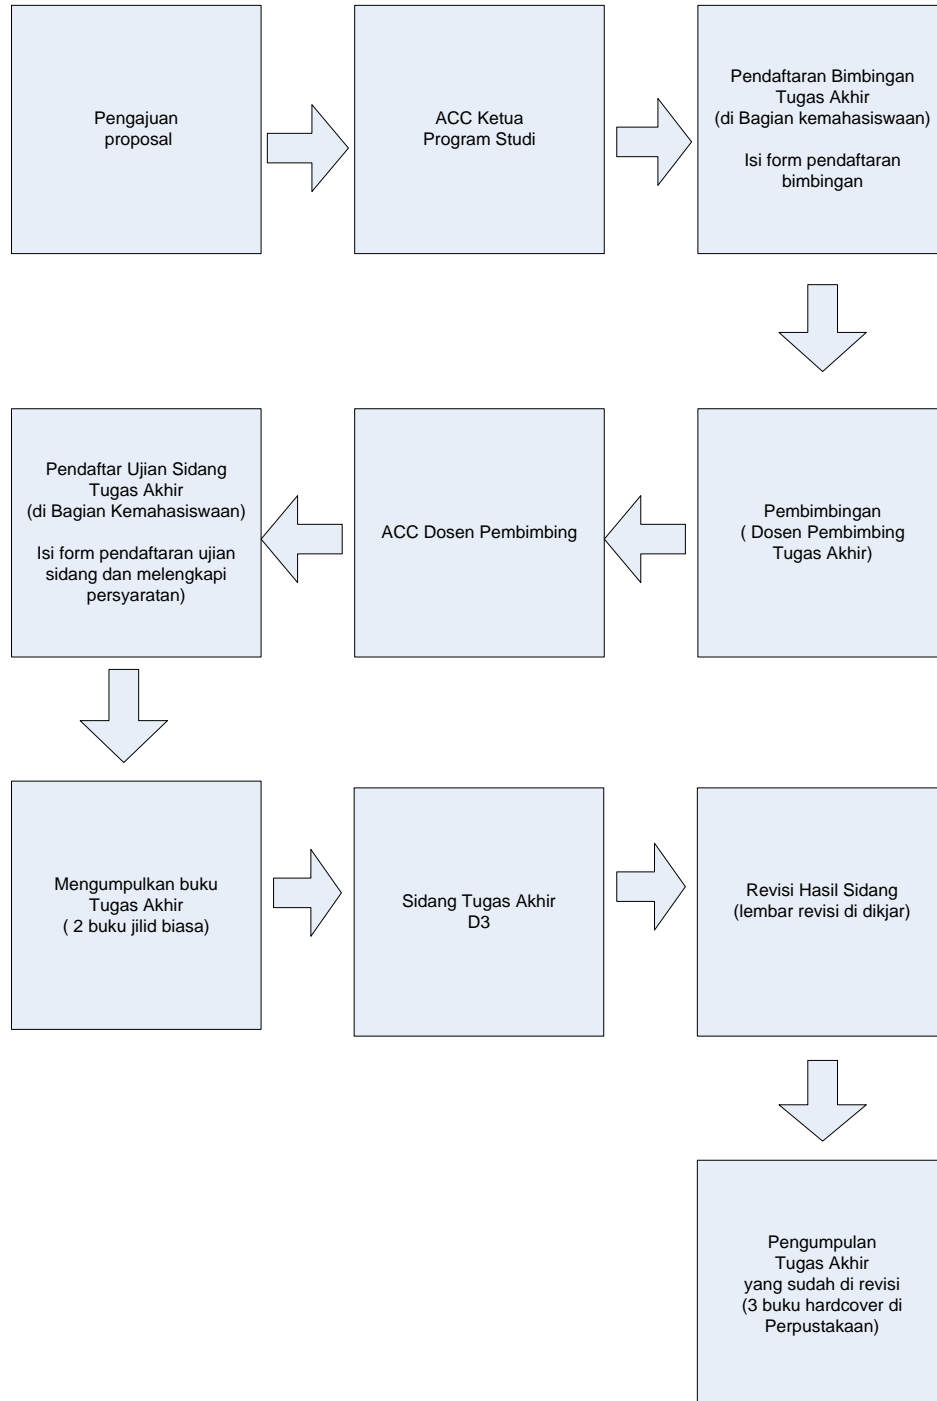 Pengajuan
proposal
ACC Ketua
Program Studi
Pendaftaran Bimbingan
Tugas Akhir
(di Bagian kemahasiswaan)
Isi form pendaftaran
bimbingan
Pembimbingan
( Dosen Pembimbing
Tugas Akhir)
ACC Dosen Pembimbing
Pendaftar Ujian Sidang
Tugas Akhir
(di Bagian Kemahasiswaan)
Isi form pendaftaran ujian
sidang dan melengkapi
persyaratan)
Mengumpulkan buku
Tugas Akhir
( 2 buku jilid biasa)
Sidang Tugas Akhir
D3
Revisi Hasil Sidang
(lembar revisi di dikjar)
Pengumpulan
Tugas Akhir
yang sudah di revisi
(3 buku hardcover di
Perpustakaan)